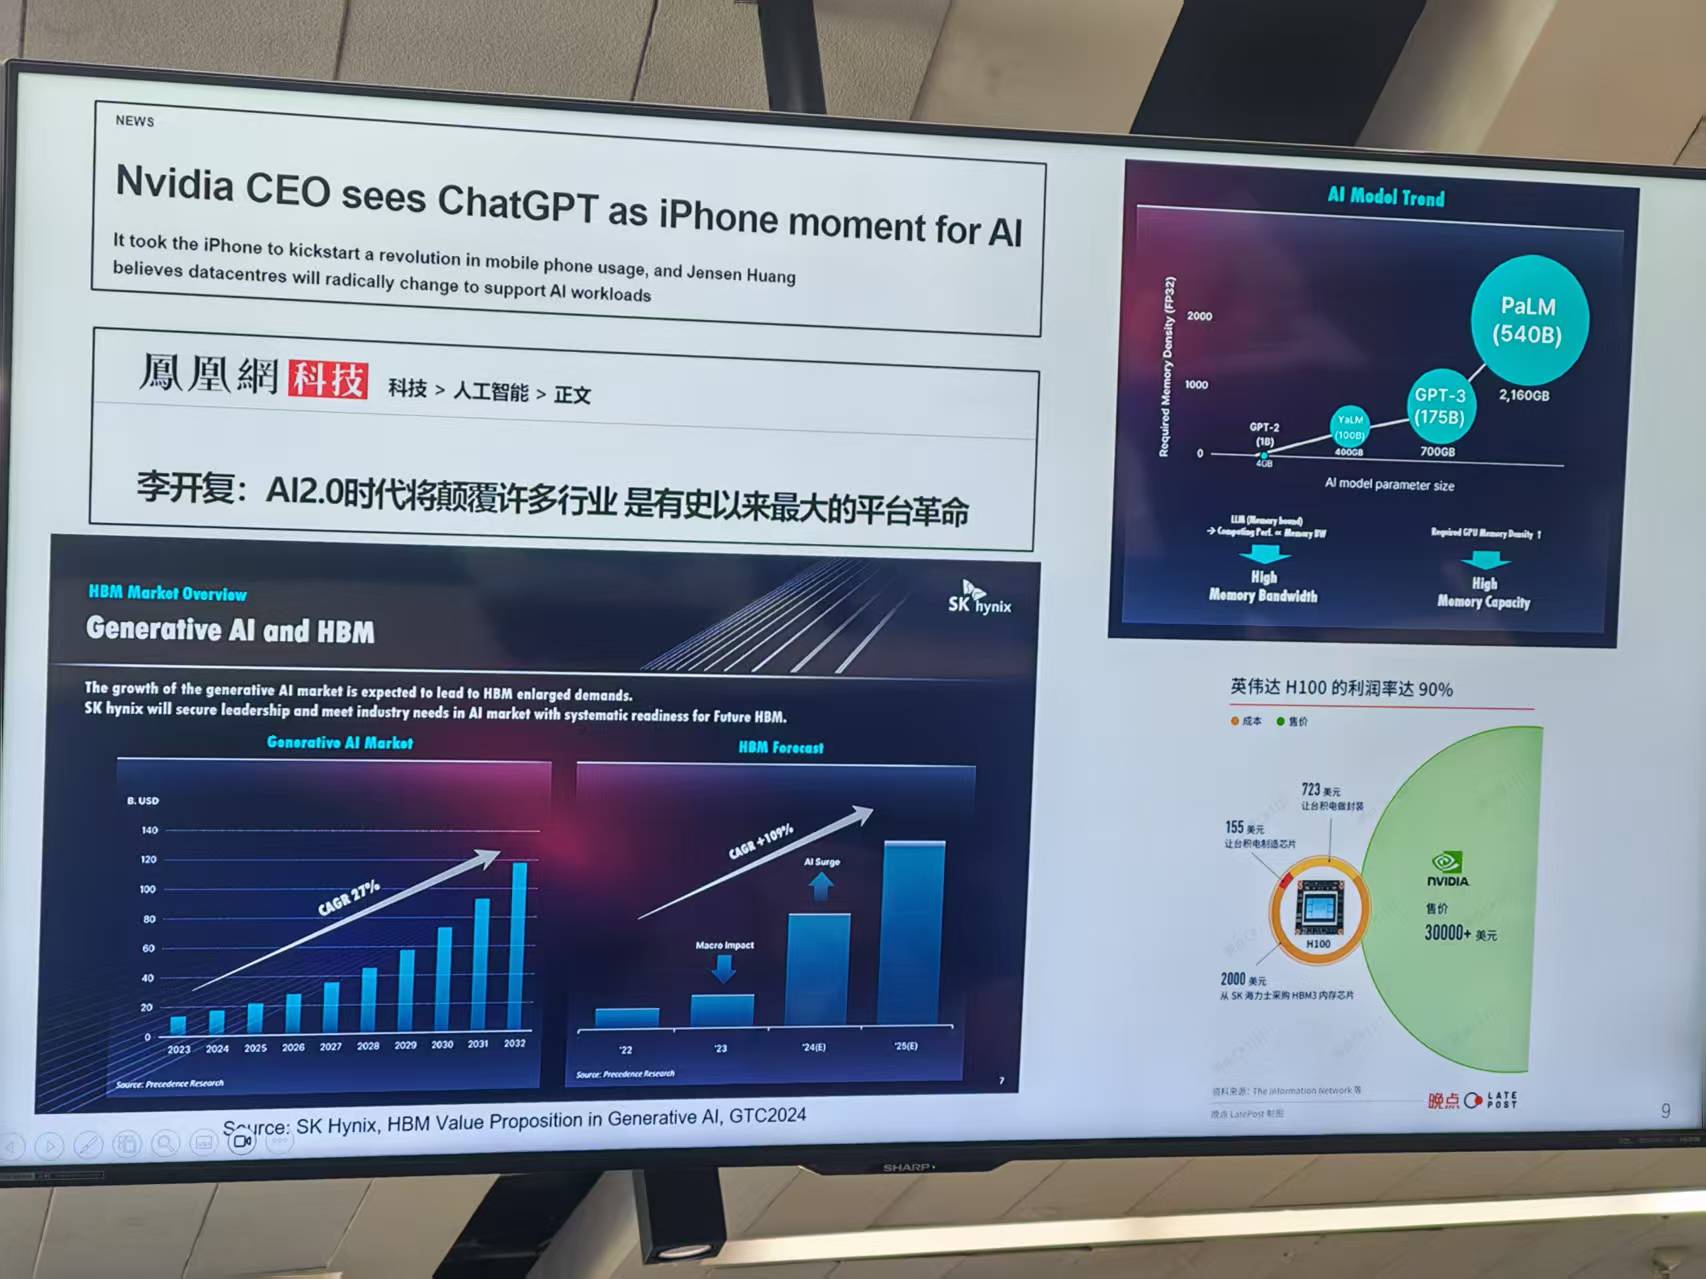 NEWS
Nvidia CEO sees ChatGPT as iPhone moment for AI
It took the iPhone to kickstart a revolution in mobile phone usage, and Jensen Huang
believes datacentres will radically change to support AI workloads
鳳凰網 科技 科技 > 人工智能 > 正文
李开复：AI2.0时代将颠覆许多行业 是有史以来最大的平台革命
HBM Market Overview
Generative AI and HBM
SK hynix
The growth of the generative AI market is expected to lead to HBM enlarged demands.
SK hynix will secure leadership and meet industry needs in AI market with systematic readiness for Future HBM.
Generative AI Market
B. USD
140
120
100
80
60
40
20
0
CAGR 27%
2023 2024 2025 2026 2027 2028 2029 2030 2031 2032
Source: Precedence Research
HBM Forecast
CAGR +109%
AI Surge
Macro Impact
'22 '23 '24(E) '25(E)
Source: Precedence Research
7
Source: SK Hynix, HBM Value Proposition in Generative AI, GTC2024
AI Model Trend
Required Memory Density (FP32)
2000
1000
0
GPT-2
(1B)
4GB
YaLM
(100B)
400GB
GPT-3
(175B)
700GB
PaLM
(540B)
2,160GB
AI model parameter size
LLM (Memory bound)
→ Computing Perf. ∝ Memory BW
High
Memory Bandwidth
Required GPU Memory Density ↑
High
Memory Capacity
英伟达 H100 的利润率达 90%
成本 售价
723 美元
让台积电做封装
155 美元
让台积电制造芯片
H100
2000 美元
从 SK 海力士采购 HBM3 内存芯片
NVIDIA
售价
30000+ 美元
资料来源：The Information Network 等
晚点 LatePost 制图
晚点 LATE
POST
9
SHARP